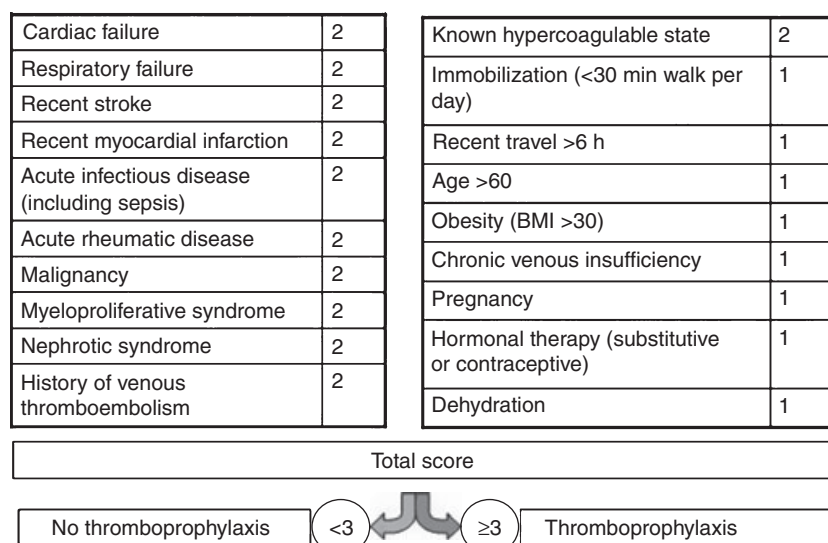 Cardiac failure 2
Respiratory failure 2
Recent stroke 2
Recent myocardial infarction 2
Acute infectious disease 2
(including sepsis)
Acute rheumatic disease 2
Malignancy 2
Myeloproliferative syndrome 2
Nephrotic syndrome 2
History of venous 2
thromboembolism
Known hypercoagulable state 2
Immobilization (<30 min walk per 1
day)
Recent travel >6 h 1
Age >60 1
Obesity (BMI >30) 1
Chronic venous insufficiency 1
Pregnancy 1
Hormonal therapy (substitutive 1
or contraceptive)
Dehydration 1
Total score
No thromboprophylaxis <3 ≥3 Thromboprophylaxis